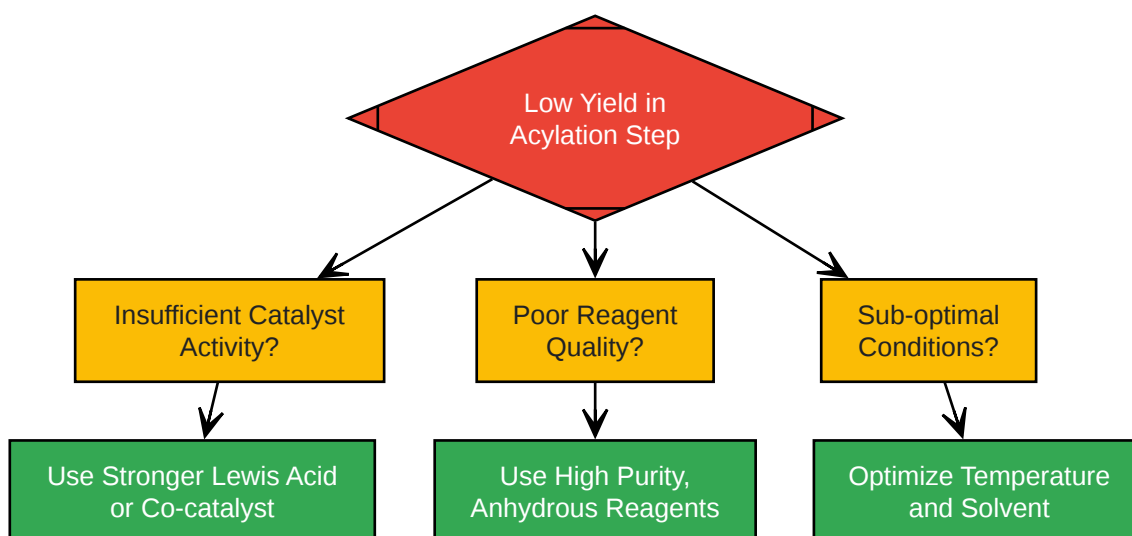 Low Yield in
Acylation Step
Insufficient Catalyst
Activity?
Poor Reagent
Quality?
Sub-optimal
Conditions?
Use Stronger Lewis Acid
or Co-catalyst
Use High Purity,
Anhydrous Reagents
Optimize Temperature
and Solvent